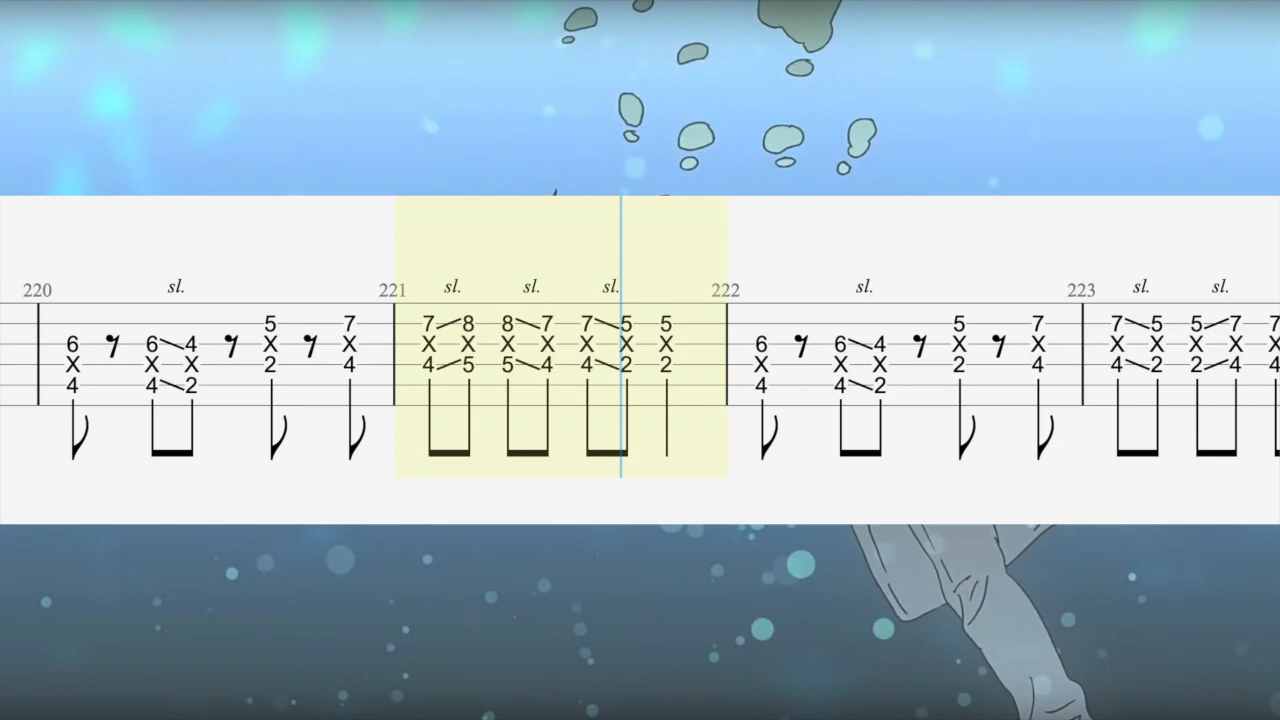 220 sl. 221 sl. sl. sl. 222 sl. 223 sl. sl.
5 7 7 8 8 7 7 5 5 5 7 7 5 5 7 7
6 6 4 X X X X X X X X X 6 6 4 X X X X X X X
X X X 2 4 4 5 5 4 4 2 2 X X X 2 4 4 2 2 4 4
4 4 2 4 4 2